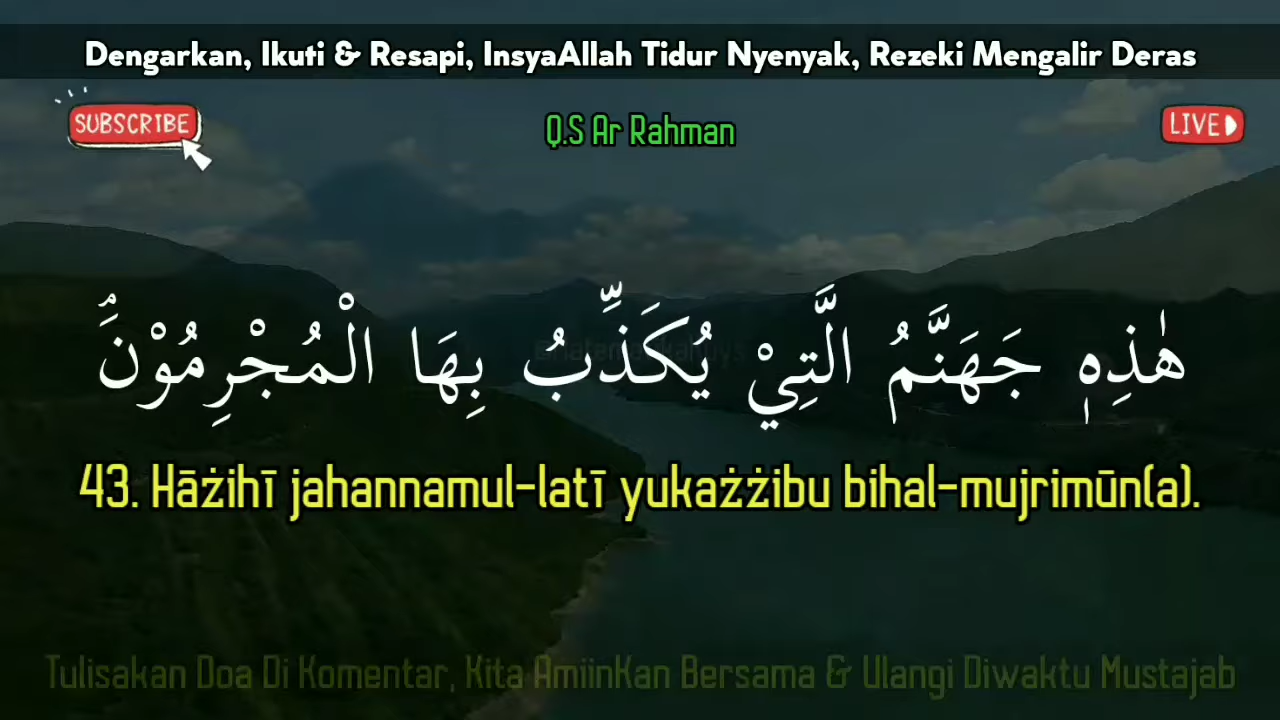 Dengarkan, Ikuti & Resapi, InsyaAllah Tidur Nyenyak, Rezeki Mengalir Deras
SUBSCRIBE
Q.S Ar Rahman
LIVE
هٰذِهٖ جَهَنَّمُ الَّتِيْ يُكَذِّبُ بِهَا الْمُجْرِمُوْنَۘ
43. Hāżihī jahannamul-latī yukażżibu bihal-mujrimūn(a).
Tulisakan Doa Di Komentar, Kita AmiinKan Bersama & Ulangi Diwaktu Mustajab